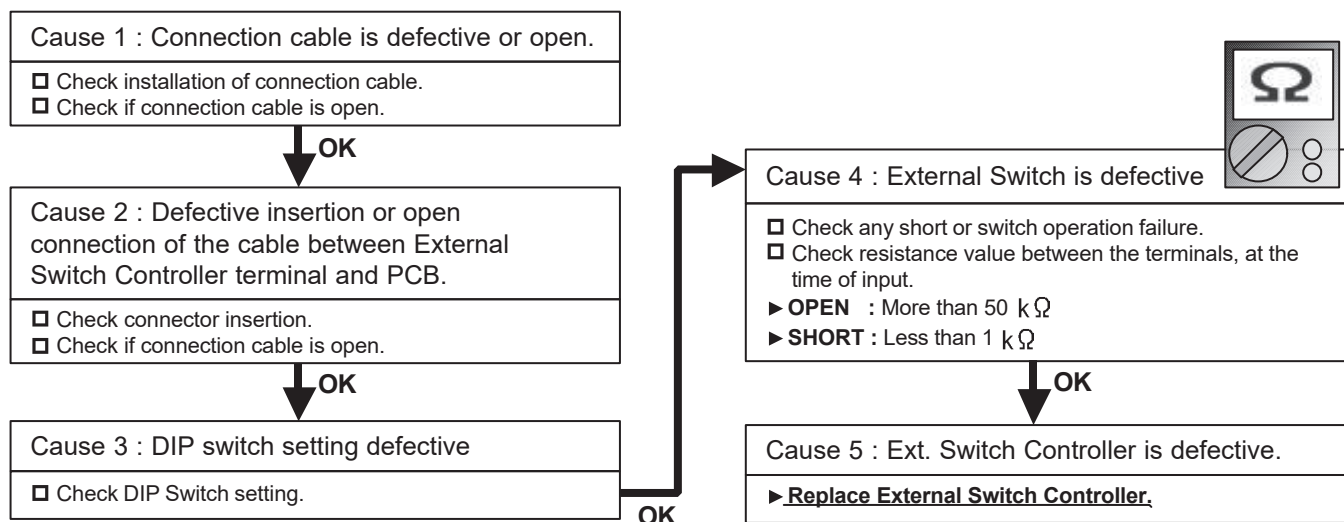 Cause 1 : Connection cable is defective or open.
Check installation of connection cable.
Check if connection cable is open.
OK
Cause 2 : Defective insertion or open
connection of the cable between External
Switch Controller terminal and PCB.
Check connector insertion.
Check if connection cable is open.
OK
Cause 3 : DIP switch setting defective
Check DIP Switch setting.
OK
Ω
Cause 4 : External Switch is defective
Check any short or switch operation failure.
Check resistance value between the terminals, at the
time of input.
►OPEN : More than 50 kΩ
►SHORT : Less than 1 kΩ
OK
Cause 5 : Ext. Switch Controller is defective.
►Replace External Switch Controller.